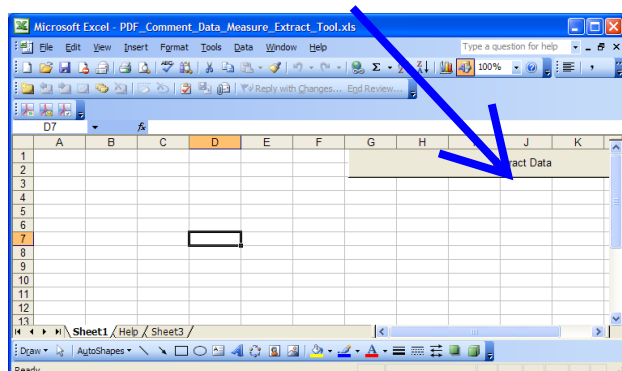 Microsoft Excel - PDF_Comment_Data_Measure_Extract_Tool.xls
File Edit View Insert Format Tools Data Window Help Type a question for help
100%
Reply with Changes... End Review...
D7 fx
A B C D E F G H J K
1
2
ract Data
3
4
5
6
7
8
9
10
11
12
13
Sheet1 Help Sheet3
Draw AutoShapes
Ready